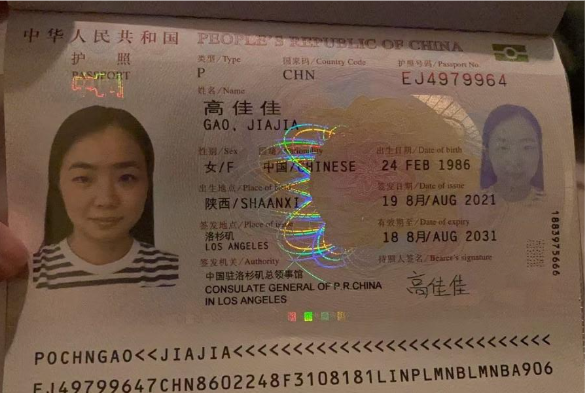 中华人民共和国 PEOPLE'S REPUBLIC OF CHINA
护照
PASSPORT
类型/Type 国家码/Country Code 护照号码/Passport No.
P CHN EJ4979964
姓名/Name
高佳佳
GAO, JIAJIA
性别/Sex 出生日期/Date of birth
女/F 中国/CHINESE 24 FEB 1986
出生地点/Place of 签发日期/Date of issue
陕西/SHAANXI 19 8月/AUG 2021
签发地点/Place of 有效期至/Date of expiry
洛杉矶 18 8月/AUG 2031
LOS ANGELES
签发机关/Authority 持照人签名/Bearer's signature
中国驻洛杉矶总领事馆 高佳佳
CONSULATE GENERAL OF P.R.CHINA
IN LOS ANGELES
1883975666
POCHNGAO<<JIAJIA<<<<<<<<<<<<<<<<<<<<<<<<<<<<
EJ49799647CHN8602248F3108181LINPLMNBLMNBA906